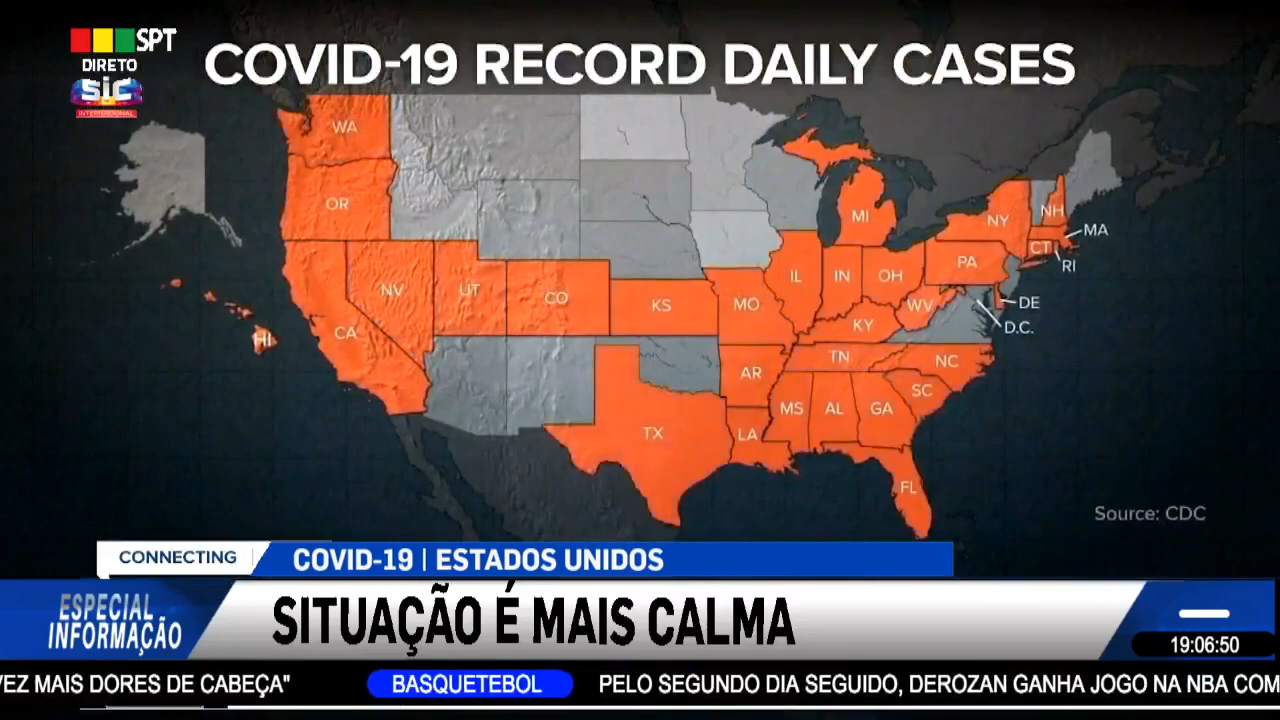 SPT
DIRETO
SIC
INTERNACIONAL
COVID-19 RECORD DAILY CASES
WA
OR
CA
NV
UT
CO
KS
MO
IL
IN
OH
MI
PA
NY
NH
MA
CT
RI
DE
D.C.
WV
KY
TN
NC
SC
AR
MS
AL
GA
LA
TX
FL
HI
Source: CDC
CONNECTING
COVID-19 | ESTADOS UNIDOS
ESPECIAL
INFORMAÇÃO
SITUAÇÃO É MAIS CALMA
19:06:50
VEZ MAIS DORES DE CABEÇA" BASQUETEBOL PELO SEGUNDO DIA SEGUIDO, DEROZAN GANHA JOGO NA NBA COM